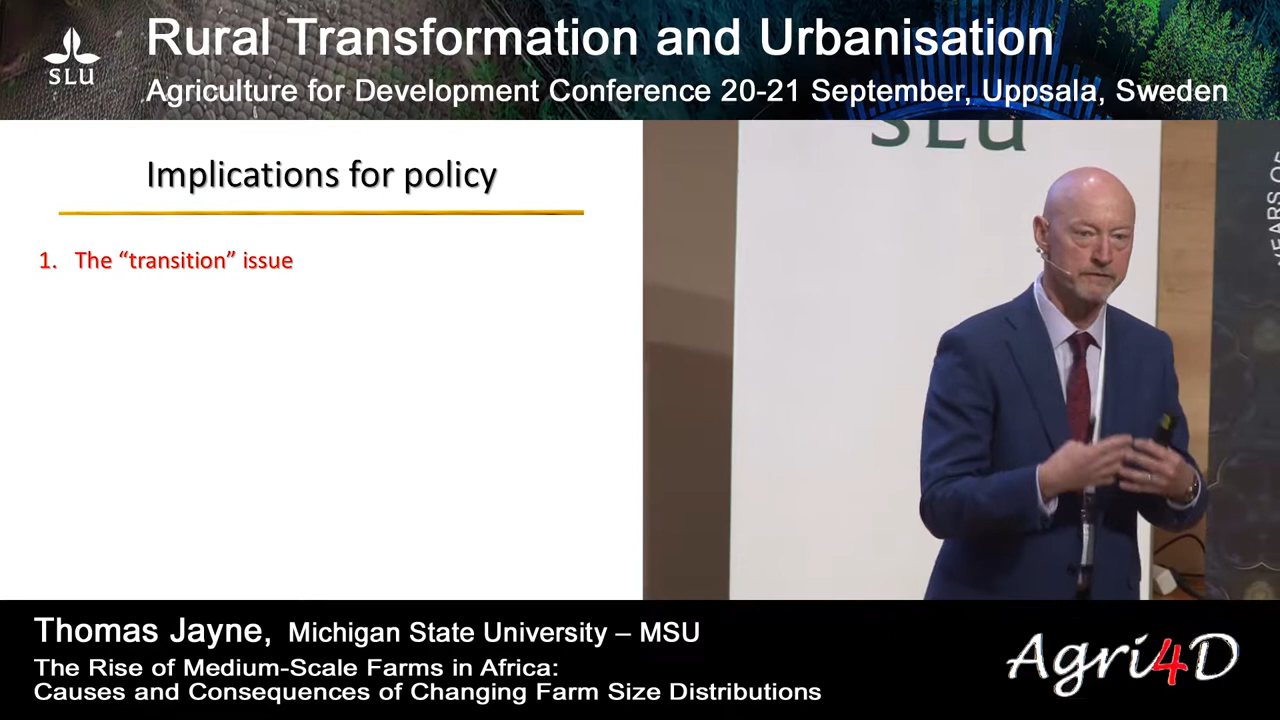 SLU
Rural Transformation and Urbanisation
Agriculture for Development Conference 20-21 September, Uppsala, Sweden
Implications for policy
1. The “transition” issue
SLU
YEARS OF
Thomas Jayne, Michigan State University – MSU
The Rise of Medium-Scale Farms in Africa:
Causes and Consequences of Changing Farm Size Distributions
Agri4D